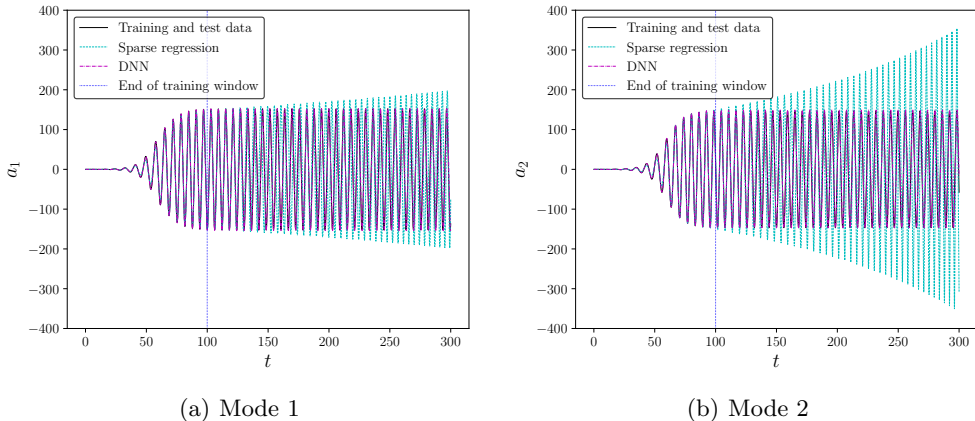 400
300
200
100
0
−100
−200
−300
−400
0
50
100
150
200
250
300
a1
t
Training and test data
Sparse regression
DNN
End of training window
(a) Mode 1
400
300
200
100
0
−100
−200
−300
−400
0
50
100
150
200
250
300
a2
t
Training and test data
Sparse regression
DNN
End of training window
(b) Mode 2